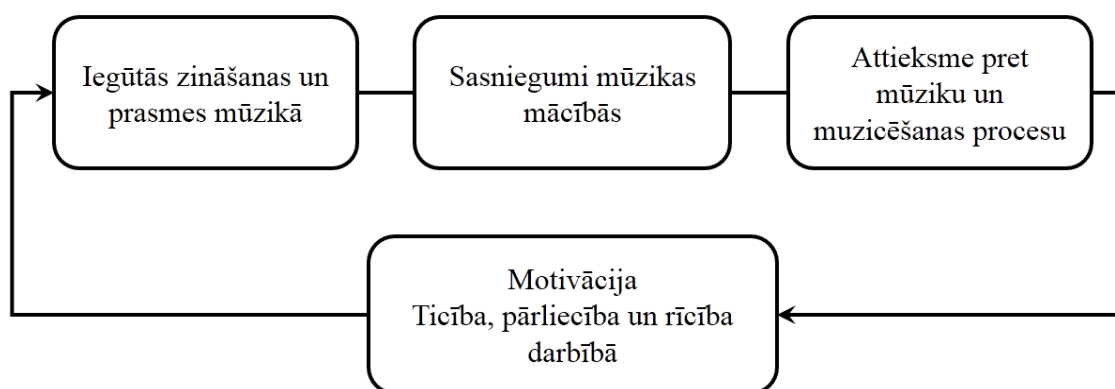 Iegūtās zināšanas un
prasmes mūzikā
Sasniegumi mūzikas
mācībās
Attieksme pret
mūziku un
muzicēšanas procesu
Motivācija
Ticība, pārliecība un rīcība
darbībā